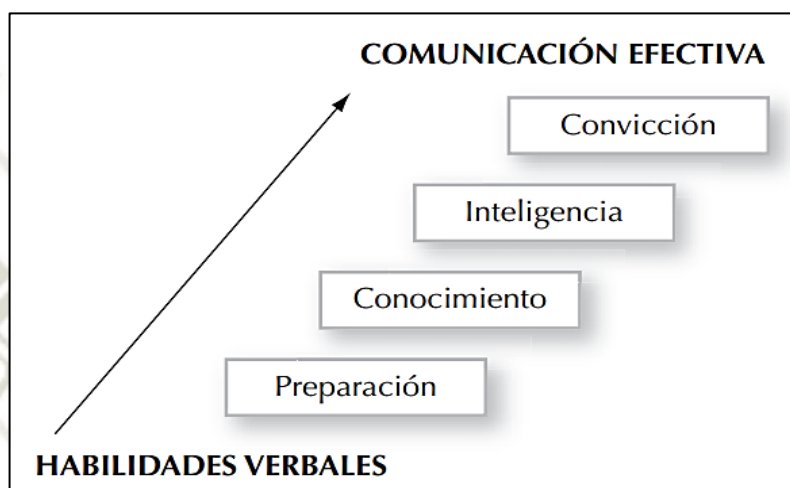 COMUNICACIÓN EFECTIVA
Convicción
Inteligencia
Conocimiento
Preparación
HABILIDADES VERBALES